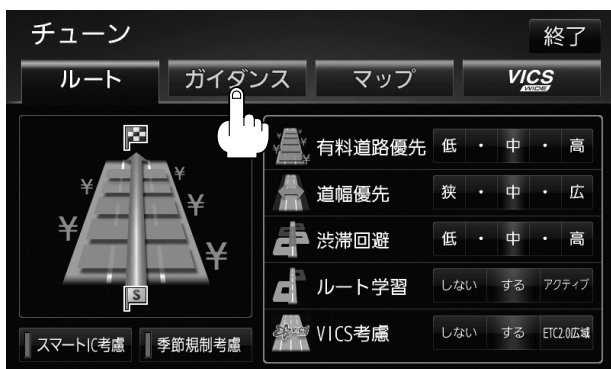 チューン
終了
ルート ガイダンス マップ VICS WIDE
有料道路優先 低 ・ 中 ・ 高
道幅優先 狭 ・ 中 ・ 広
渋滞回避 低 ・ 中 ・ 高
ルート学習 しない する アクティブ
VICS考慮 しない する ETC2.0広域
¥ ¥
¥ ¥
S
スマートIC考慮 季節規制考慮